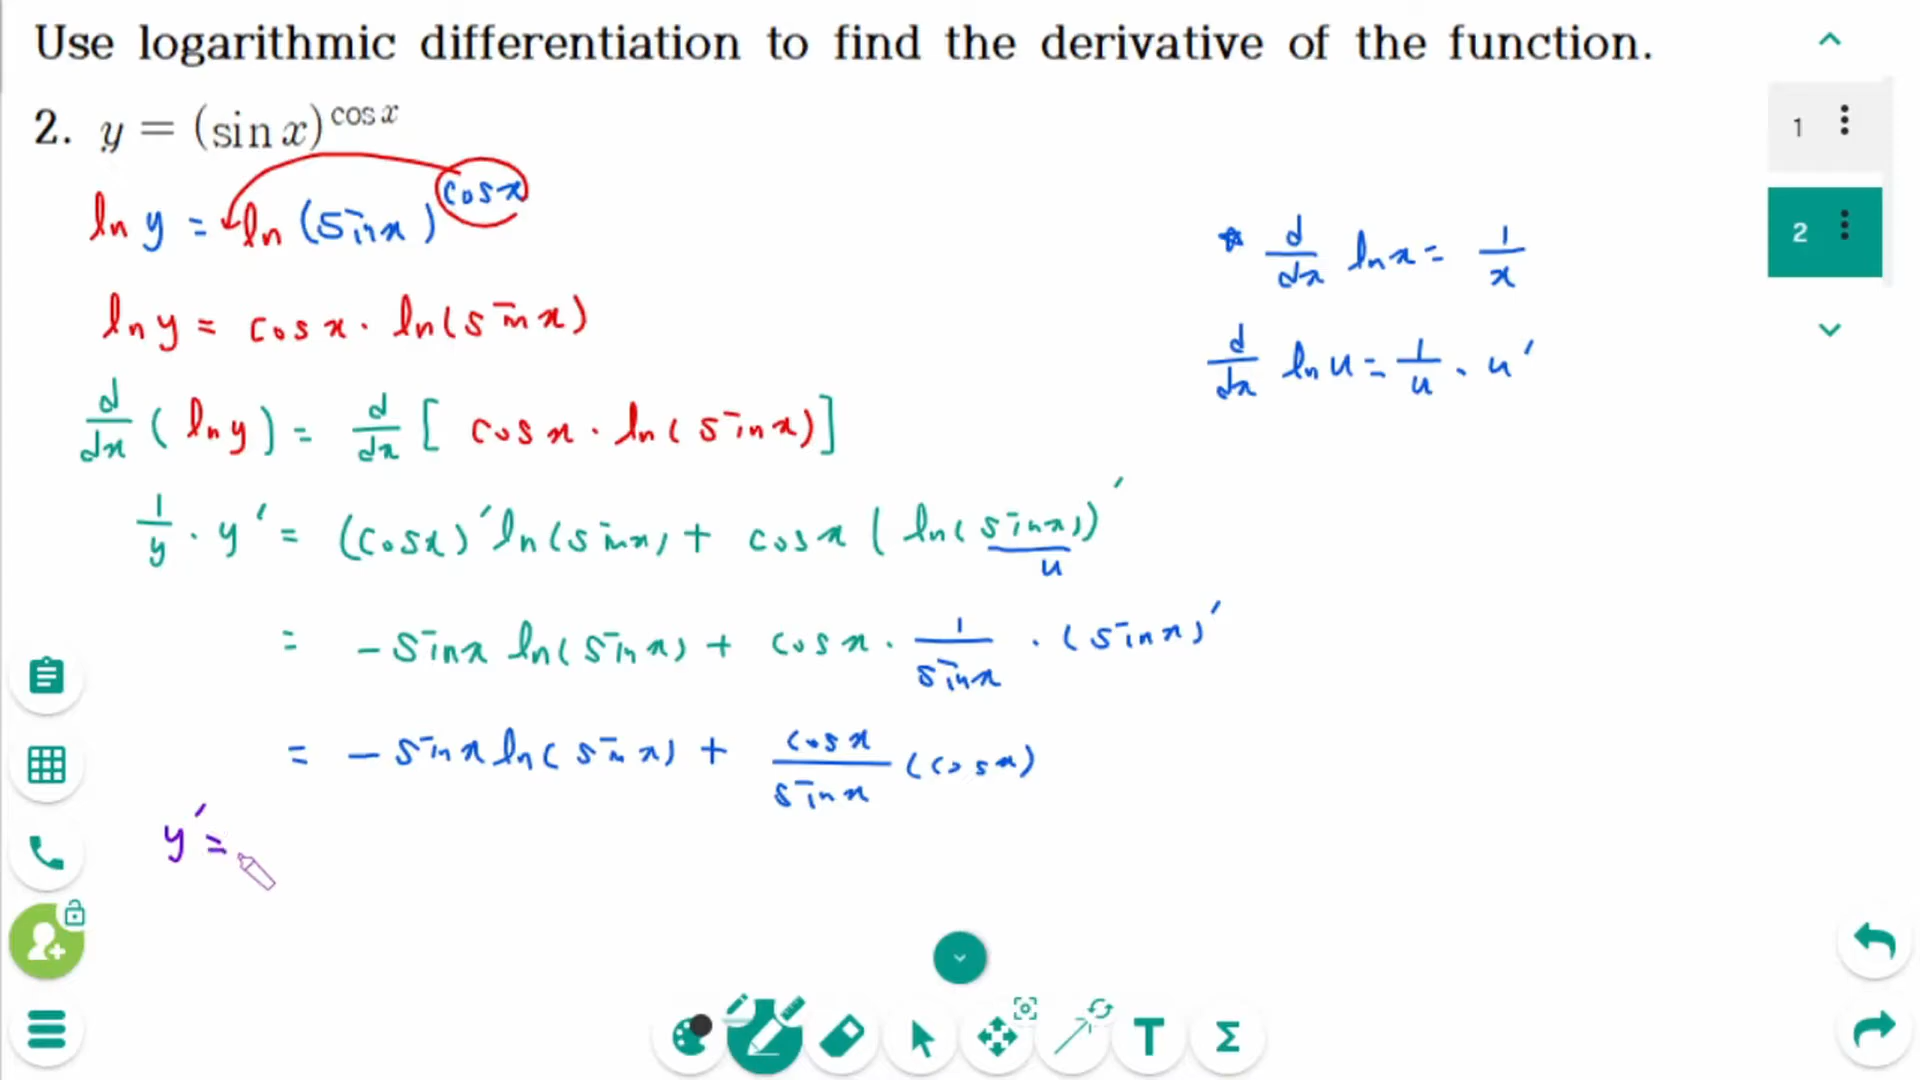 Use logarithmic differentiation to find the derivative of the function.
2. y = (sin x)^cos x
ln y = ln (sin x)^cos x
ln y = cos x · ln(sin x)
d/dx (ln y) = d/dx [ cos x · ln(sin x)]
1/y · y' = (cos x)' ln(sin x) + cos x ( ln(sin x))'
u
= - sin x ln(sin x) + cos x · 1/sin x · (sin x)'
= - sin x ln(sin x) + cos x/sin x (cos x)
y' =
* d/dx ln x = 1/x
d/dx ln u = 1/u · u'
1
2
T
Σ